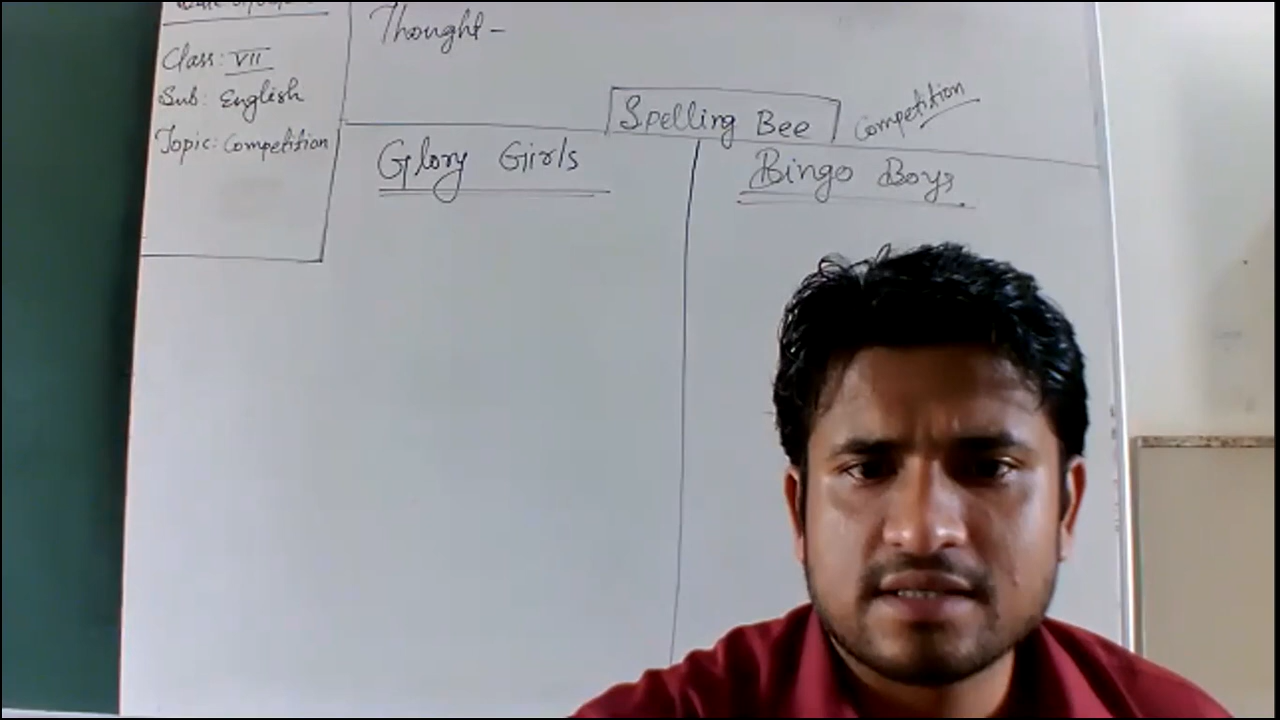 Class: VII
Sub: English
Topic: Competition
Thought -
Spelling Bee Competition
Glory Girls
Bingo Boys.